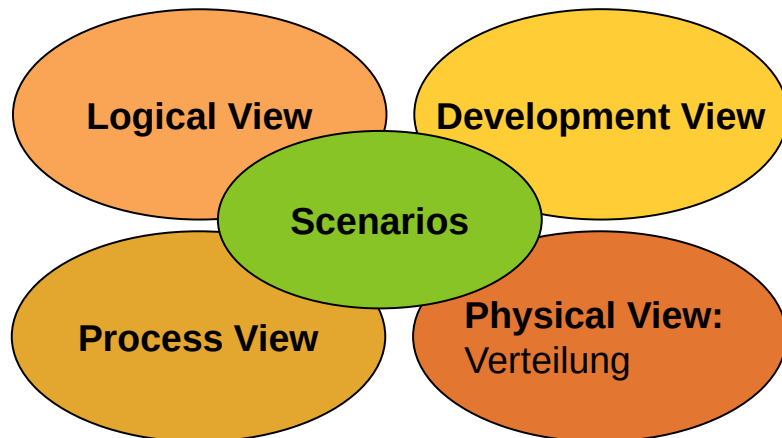 Logical View
Development View
Scenarios
Process View
Physical View:
Verteilung